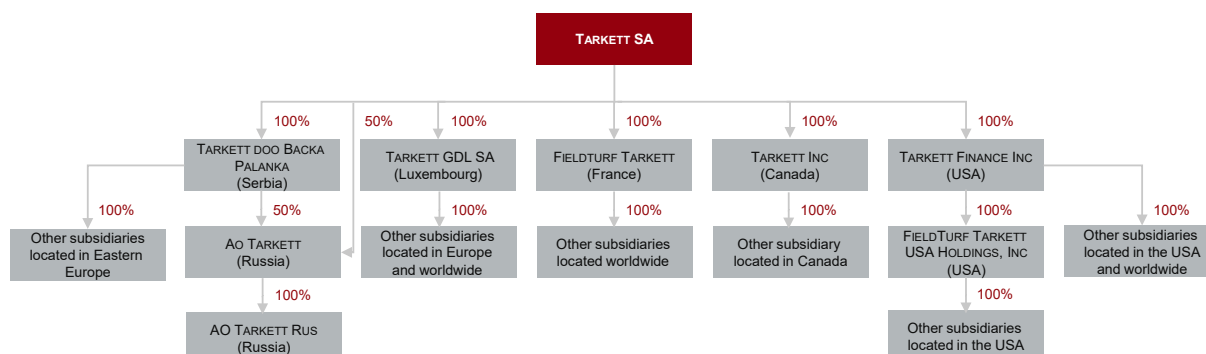 TARKETT SA
100%
50%
100%
100%
100%
100%
TARKETT DOO BACKA
PALANKA
(Serbia)
TARKETT GDL SA
(Luxembourg)
FIELDTURF TARKETT
(France)
TARKETT INC
(Canada)
TARKETT FINANCE INC
(USA)
100%
50%
100%
100%
100%
100%
100%
Other subsidiaries
located in Eastern
Europe
AO TARKETT
(Russia)
Other subsidiaries
located in Europe
and worldwide
Other subsidiaries
located worldwide
Other subsidiary
located in Canada
FIELDTURF TARKETT
USA HOLDINGS, INC
(USA)
Other subsidiaries
located in the USA
and worldwide
100%
100%
AO TARKETT RUS
(Russia)
Other subsidiaries
located in the USA